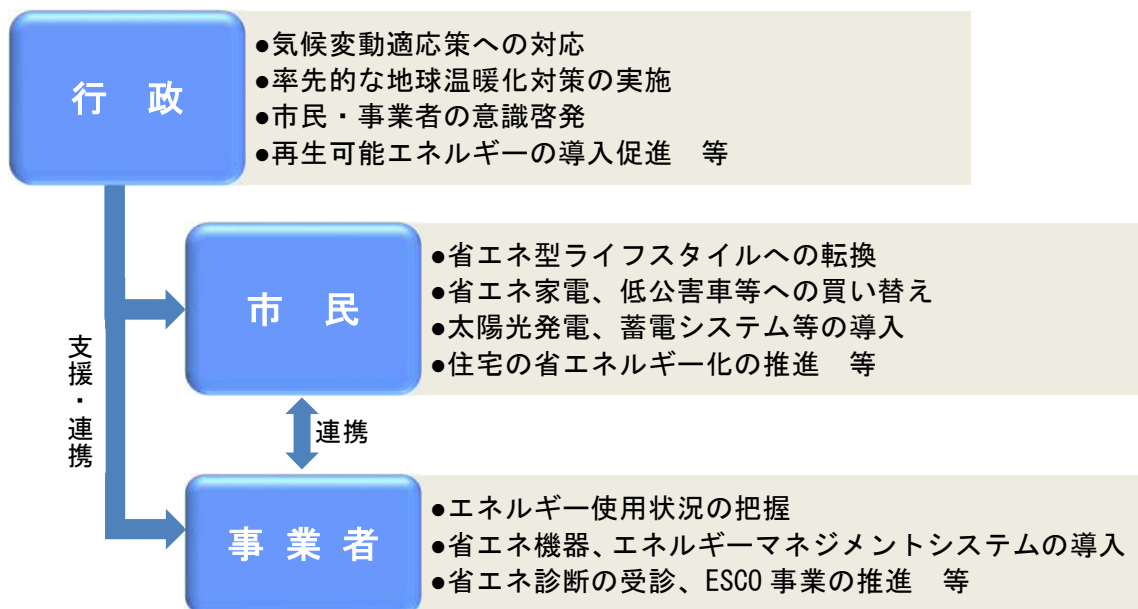 行 政
●気候変動適応策への対応
●率先的な地球温暖化対策の実施
●市民・事業者の意識啓発
●再生可能エネルギーの導入促進 等
市 民
●省エネ型ライフスタイルへの転換
●省エネ家電、低公害車等への買い替え
●太陽光発電、蓄電システム等の導入
●住宅の省エネルギー化の推進 等
支援・連携
連携
事 業 者
●エネルギー使用状況の把握
●省エネ機器、エネルギーマネジメントシステムの導入
●省エネ診断の受診、ESCO 事業の推進 等